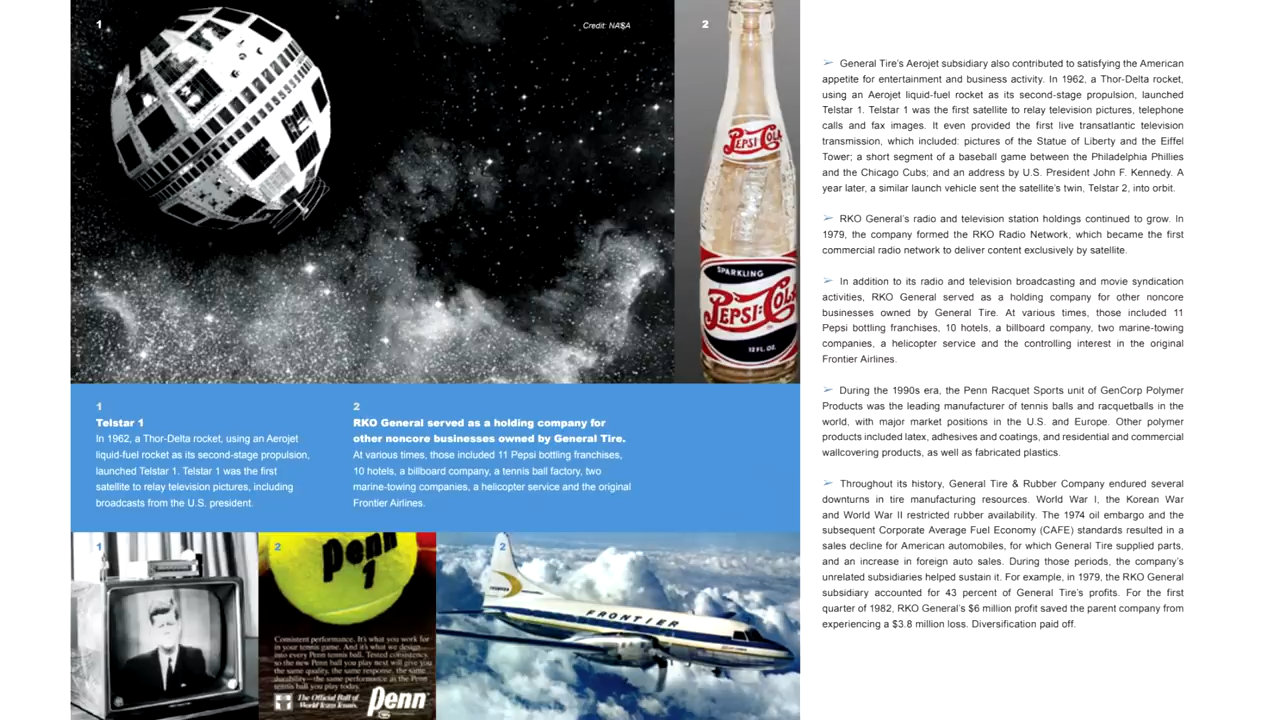 1
Credit: NASA
2
PEPSI-COLA
SPARKLING
PEPSI:COLA
12 FL. OZ.
1
Telstar 1
In 1962, a Thor-Delta rocket, using an Aerojet
liquid-fuel rocket as its second-stage propulsion,
launched Telstar 1. Telstar 1 was the first
satellite to relay television pictures, including
broadcasts from the U.S. president.
2
RKO General served as a holding company for
other noncore businesses owned by General Tire.
At various times, those included 11 Pepsi bottling franchises,
10 hotels, a billboard company, a tennis ball factory, two
marine-towing companies, a helicopter service and the original
Frontier Airlines.
1
2
penn
1
Consistent performance. It's what you work for
in your tennis game. And it's what we design
into every Penn tennis ball. Tested consistency,
so the new Penn ball you play next will give you
the same quality, the same response, the same
durability—the same performance as the Penn
tennis ball you play today.
The Official Ball of
World Team Tennis.
penn
2
FRONTIER
➢ General Tire's Aerojet subsidiary also contributed to satisfying the American
appetite for entertainment and business activity. In 1962, a Thor-Delta rocket,
using an Aerojet liquid-fuel rocket as its second-stage propulsion, launched
Telstar 1. Telstar 1 was the first satellite to relay television pictures, telephone
calls and fax images. It even provided the first live transatlantic television
transmission, which included: pictures of the Statue of Liberty and the Eiffel
Tower; a short segment of a baseball game between the Philadelphia Phillies
and the Chicago Cubs; and an address by U.S. President John F. Kennedy. A
year later, a similar launch vehicle sent the satellite's twin, Telstar 2, into orbit.
➢ RKO General's radio and television station holdings continued to grow. In
1979, the company formed the RKO Radio Network, which became the first
commercial radio network to deliver content exclusively by satellite.
➢ In addition to its radio and television broadcasting and movie syndication
activities, RKO General served as a holding company for other noncore
businesses owned by General Tire. At various times, those included 11
Pepsi bottling franchises, 10 hotels, a billboard company, two marine-towing
companies, a helicopter service and the controlling interest in the original
Frontier Airlines.
➢ During the 1990s era, the Penn Racquet Sports unit of GenCorp Polymer
Products was the leading manufacturer of tennis balls and racquetballs in the
world, with major market positions in the U.S. and Europe. Other polymer
products included latex, adhesives and coatings, and residential and commercial
wallcovering products, as well as fabricated plastics.
➢ Throughout its history, General Tire & Rubber Company endured several
downturns in tire manufacturing resources. World War I, the Korean War
and World War II restricted rubber availability. The 1974 oil embargo and the
subsequent Corporate Average Fuel Economy (CAFE) standards resulted in a
sales decline for American automobiles, for which General Tire supplied parts,
and an increase in foreign auto sales. During those periods, the company's
unrelated subsidiaries helped sustain it. For example, in 1979, the RKO General
subsidiary accounted for 43 percent of General Tire's profits. For the first
quarter of 1982, RKO General's $6 million profit saved the parent company from
experiencing a $3.8 million loss. Diversification paid off.